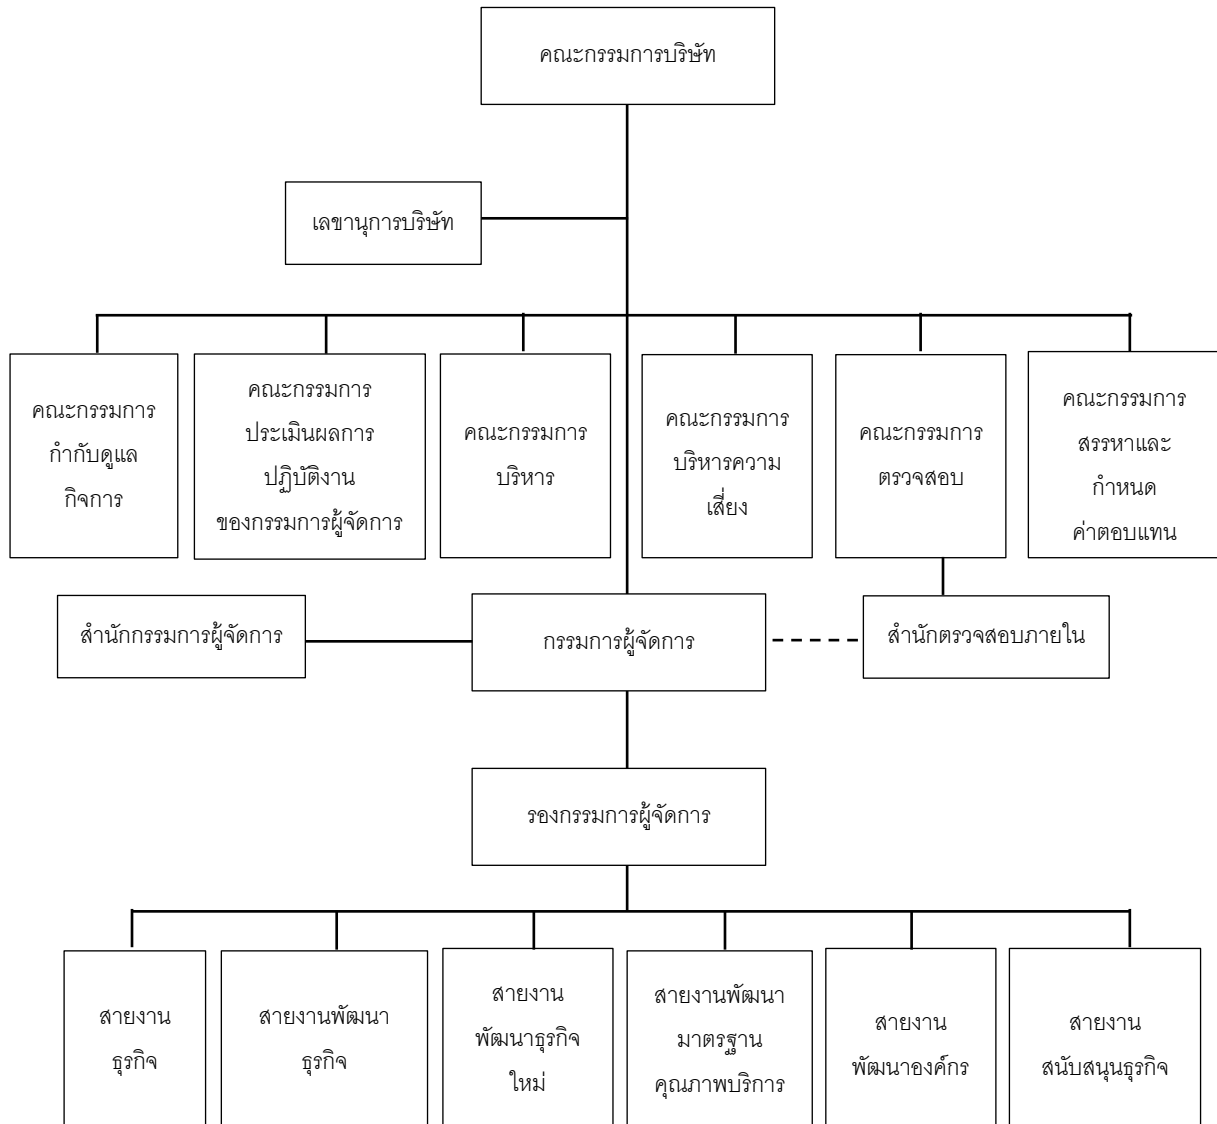 คณะกรรมการบริษัท
เลขานุการบริษัท
คณะกรรมการ
กำกับดูแล
กิจการ
คณะกรรมการ
ประเมินผลการ
ปฏิบัติงาน
ของกรรมการผู้จัดการ
คณะกรรมการ
บริหาร
คณะกรรมการ
บริหารความ
เสี่ยง
คณะกรรมการ
ตรวจสอบ
คณะกรรมการ
สรรหาและ
กำหนด
ค่าตอบแทน
สำนักกรรมการผู้จัดการ
กรรมการผู้จัดการ
สำนักตรวจสอบภายใน
รองกรรมการผู้จัดการ
สายงาน
ธุรกิจ
สายงานพัฒนา
ธุรกิจ
สายงาน
พัฒนาธุรกิจ
ใหม่
สายงานพัฒนา
มาตรฐาน
คุณภาพบริการ
สายงาน
พัฒนาองค์กร
สายงาน
สนับสนุนธุรกิจ